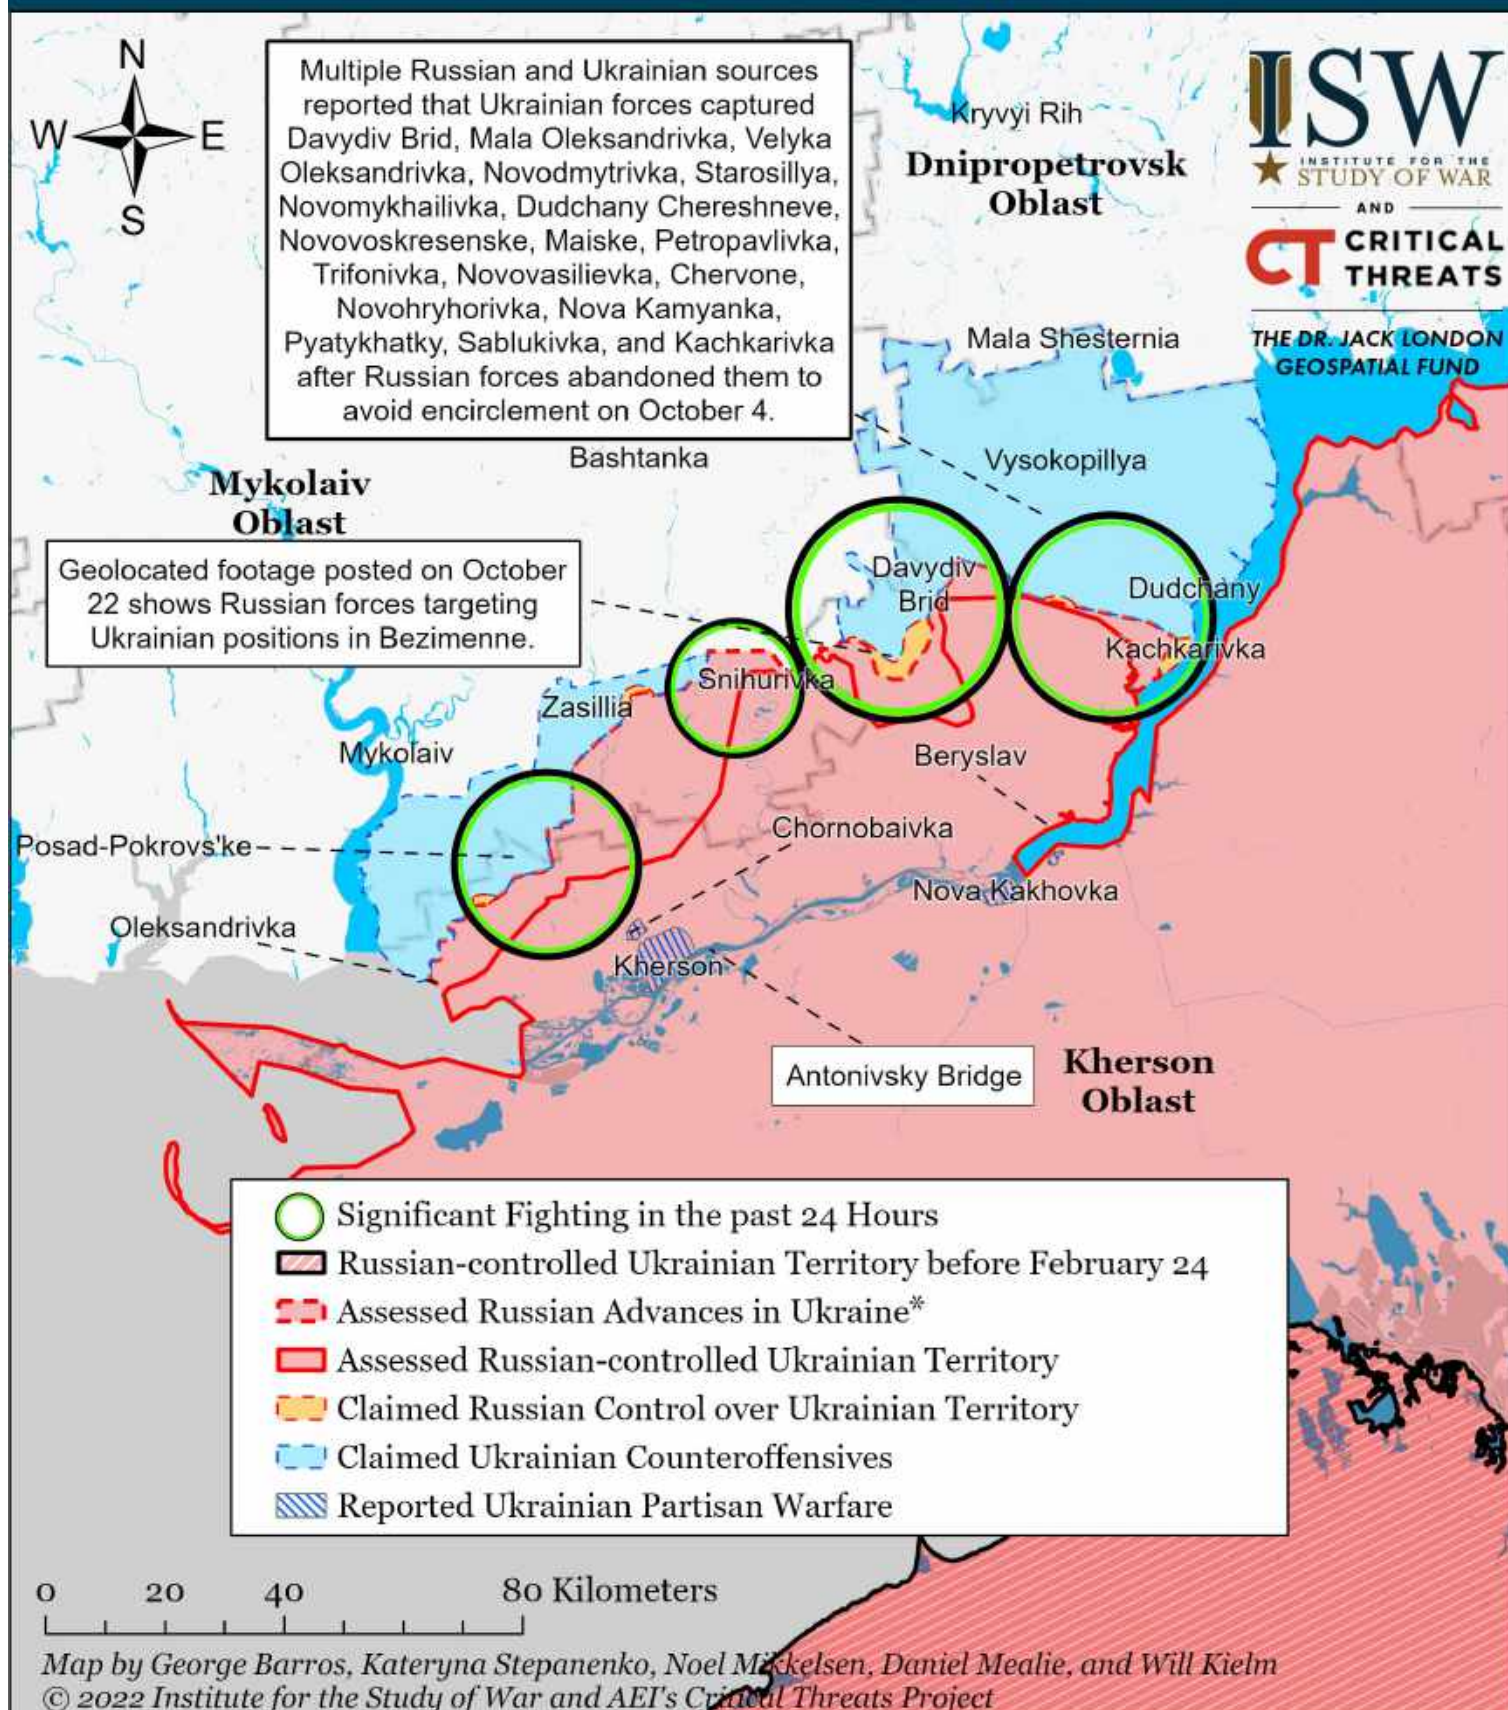 N
W
E
S
Multiple Russian and Ukrainian sources
reported that Ukrainian forces captured
Davydiv Brid, Mala Oleksandrivka, Velyka
Oleksandrivka, Novodmytrivka, Starosillya,
Novomykhailivka, Dudchany Chereshneve,
Novovoskresenske, Maiske, Petropavlivka,
Trifonivka, Novovasilievka, Chervone,
Novohryhorivka, Nova Kamyanka,
Pyatykhatky, Sablukivka, and Kachkarivka
after Russian forces abandoned them to
avoid encirclement on October 4.
Kryvyi Rih
Dnipropetrovsk
Oblast
ISW
INSTITUTE FOR THE
STUDY OF WAR
AND
CT CRITICAL
THREATS
THE DR. JACK LONDON
GEOSPATIAL FUND
Mala Shesternia
Bashtanka
Vysokopillya
Mykolaiv
Oblast
Geolocated footage posted on October
22 shows Russian forces targeting
Ukrainian positions in Bezimenne.
Davydiv
Brid
Dudchany
Kachkarivka
Snihurivka
Zasillia
Mykolaiv
Beryslav
Chornobaivka
Posad-Pokrovs'ke
Nova Kakhovka
Oleksandrivka
Kherson
Antonivsky Bridge
Kherson
Oblast
Significant Fighting in the past 24 Hours
Russian-controlled Ukrainian Territory before February 24
Assessed Russian Advances in Ukraine*
Assessed Russian-controlled Ukrainian Territory
Claimed Russian Control over Ukrainian Territory
Claimed Ukrainian Counteroffensives
Reported Ukrainian Partisan Warfare
0 20 40 80 Kilometers
Map by George Barros, Kateryna Stepanenko, Noel Mikkelsen, Daniel Mealie, and Will Kielm
© 2022 Institute for the Study of War and AEI's Critical Threats Project